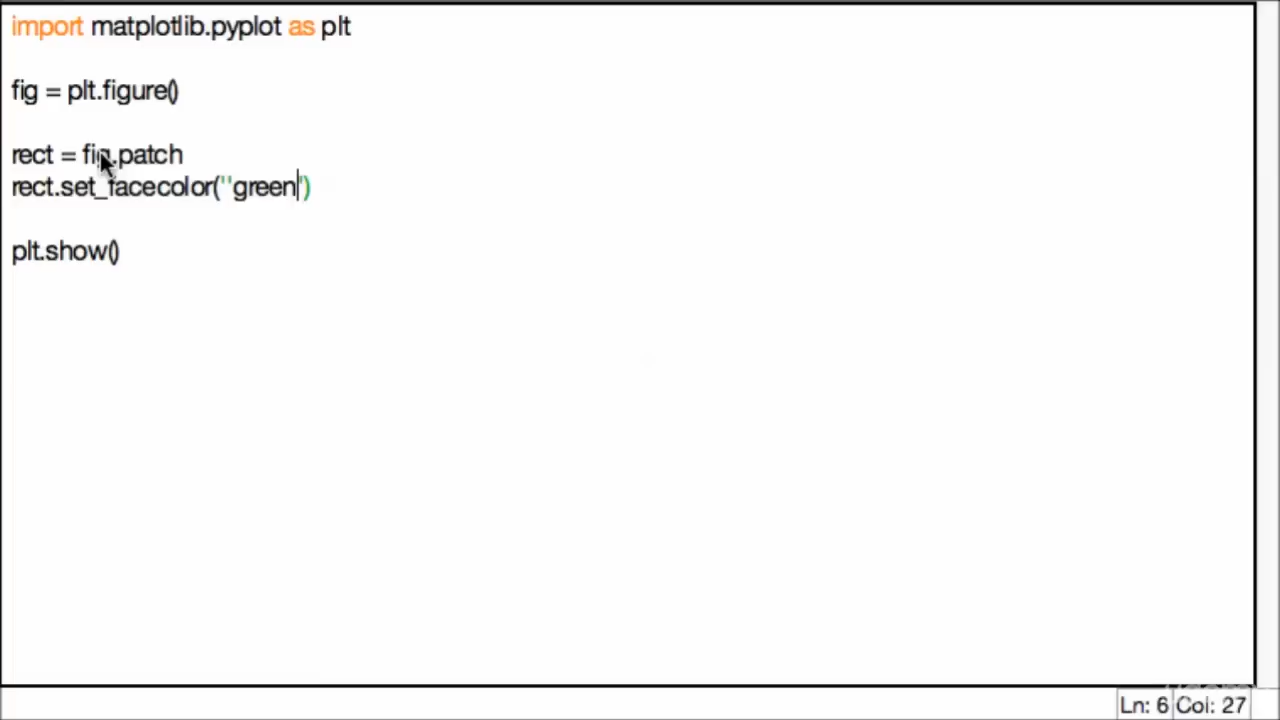 import matplotlib.pyplot as plt
fig = plt.figure()
rect = fig.patch
rect.set_facecolor(''green')
plt.show()
Ln: 6 Col: 27